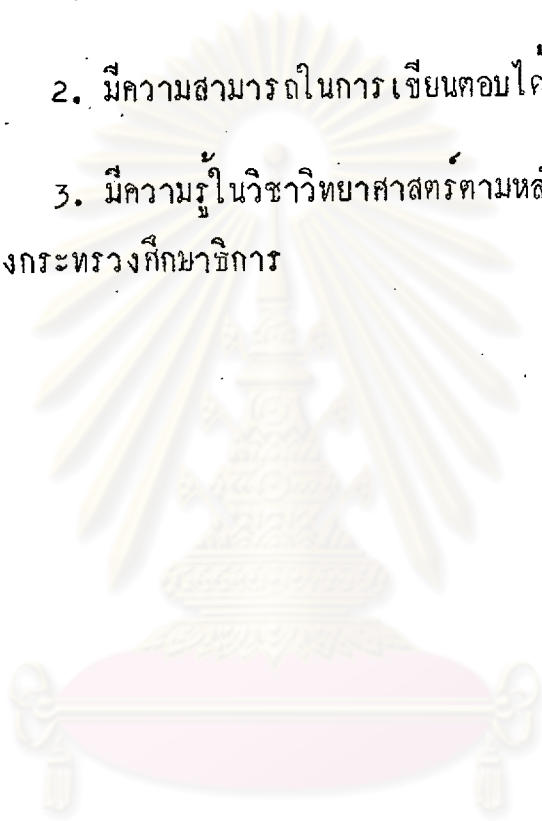 2. มีความสามารถในการเขียนตอบได้
3. มีความรู้ในวิชาวิทยาศาสตร์ตามหลั
งกระทรวงศึกษาธิการ